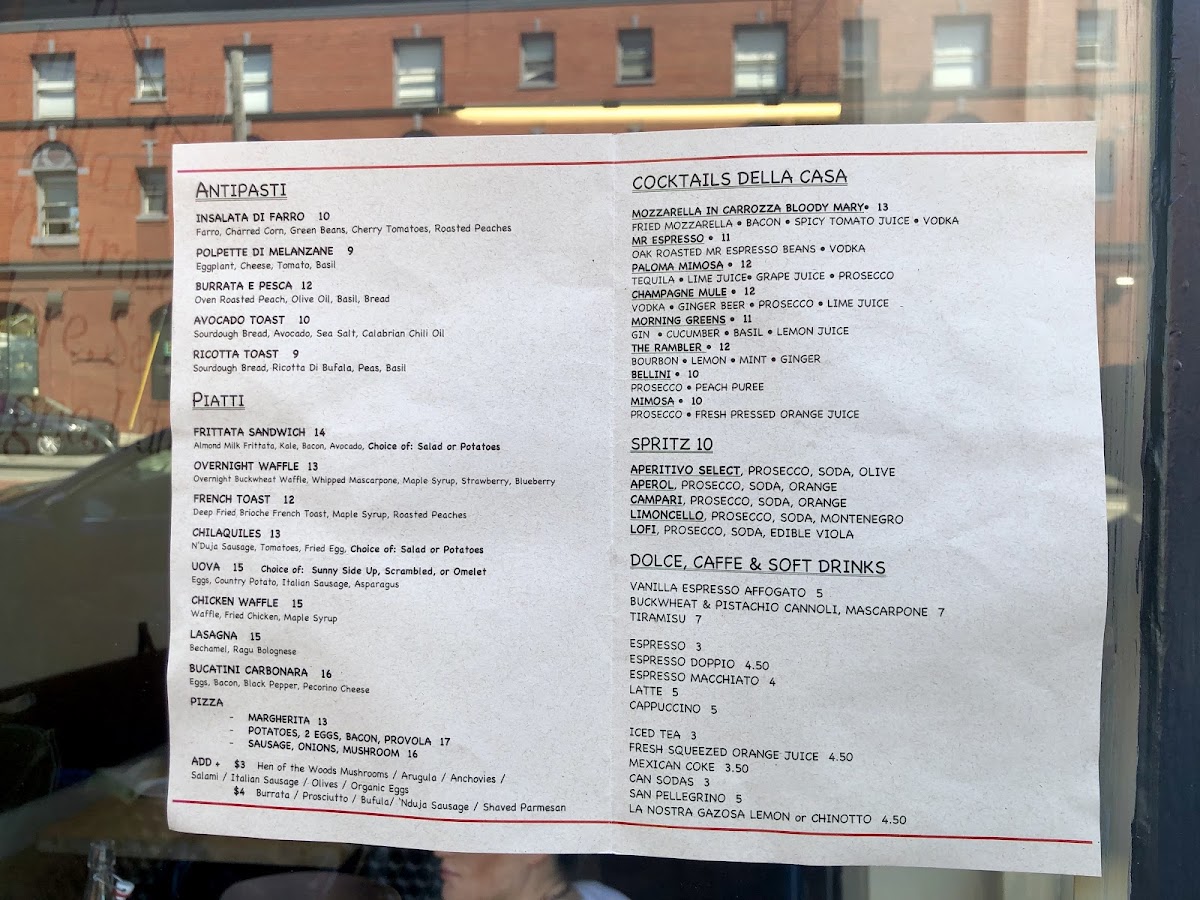 ANTIPASTI
INSALATA DI FARRO 10
Farro, Charred Corn, Green Beans, Cherry Tomatoes, Roasted Peaches
POLPETTE DI MELANZANE 9
Eggplant, Cheese, Tomato, Basil
BURRATA E PESCA 12
Oven Roasted Peach, Olive Oil, Basil, Bread
AVOCADO TOAST 10
Sourdough Bread, Avocado, Sea Salt, Calabrian Chili Oil
RICOTTA TOAST 9
Sourdough Bread, Ricotta Di Bufala, Peas, Basil
PIATTI
FRITTATA SANDWICH 14
Almond Milk Frittata, Kale, Bacon, Avocado, Choice of: Salad or Potatoes
OVERNIGHT WAFFLE 13
Overnight Buckwheat Waffle, Whipped Mascarpone, Maple Syrup, Strawberry, Blueberry
FRENCH TOAST 12
Deep Fried Brioche French Toast, Maple Syrup, Roasted Peaches
CHILAQUILES 13
N'Duja Sausage, Tomatoes, Fried Egg, Choice of: Salad or Potatoes
UOVA 15 Choice of: Sunny Side Up, Scrambled, or Omelet
Eggs, Country Potato, Italian Sausage, Asparagus
CHICKEN WAFFLE 15
Waffle, Fried Chicken, Maple Syrup
LASAGNA 15
Bechamel, Ragu Bolognese
BUCATINI CARBONARA 16
Eggs, Bacon, Black Pepper, Pecorino Cheese
PIZZA
- MARGHERITA 13
- POTATOES, 2 EGGS, BACON, PROVOLA 17
- SAUSAGE, ONIONS, MUSHROOM 16
ADD + $3 Hen of the Woods Mushrooms / Arugula / Anchovies /
Salami / Italian Sausage / Olives / Organic Eggs
$4 Burrata / Prosciutto / Bufula/ 'Nduja Sausage / Shaved Parmesan
COCKTAILS DELLA CASA
MOZZARELLA IN CARROZZA BLOODY MARY• 13
FRIED MOZZARELLA • BACON • SPICY TOMATO JUICE • VODKA
MR ESPRESSO • 11
OAK ROASTED MR ESPRESSO BEANS • VODKA
PALOMA MIMOSA • 12
TEQUILA • LIME JUICE• GRAPE JUICE • PROSECCO
CHAMPAGNE MULE • 12
VODKA • GINGER BEER • PROSECCO • LIME JUICE
MORNING GREENS • 11
GIN • CUCUMBER • BASIL • LEMON JUICE
THE RAMBLER • 12
BOURBON • LEMON • MINT • GINGER
BELLINI • 10
PROSECCO • PEACH PUREE
MIMOSA • 10
PROSECCO • FRESH PRESSED ORANGE JUICE
SPRITZ 10
APERITIVO SELECT, PROSECCO, SODA, OLIVE
APEROL, PROSECCO, SODA, ORANGE
CAMPARI, PROSECCO, SODA, ORANGE
LIMONCELLO, PROSECCO, SODA, MONTENEGRO
LOFI, PROSECCO, SODA, EDIBLE VIOLA
DOLCE, CAFFE & SOFT DRINKS
VANILLA ESPRESSO AFFOGATO 5
BUCKWHEAT & PISTACHIO CANNOLI, MASCARPONE 7
TIRAMISU 7
ESPRESSO 3
ESPRESSO DOPPIO 4.50
ESPRESSO MACCHIATO 4
LATTE 5
CAPPUCCINO 5
ICED TEA 3
FRESH SQUEEZED ORANGE JUICE 4.50
MEXICAN COKE 3.50
CAN SODAS 3
SAN PELLEGRINO 5
LA NOSTRA GAZOSA LEMON or CHINOTTO 4.50